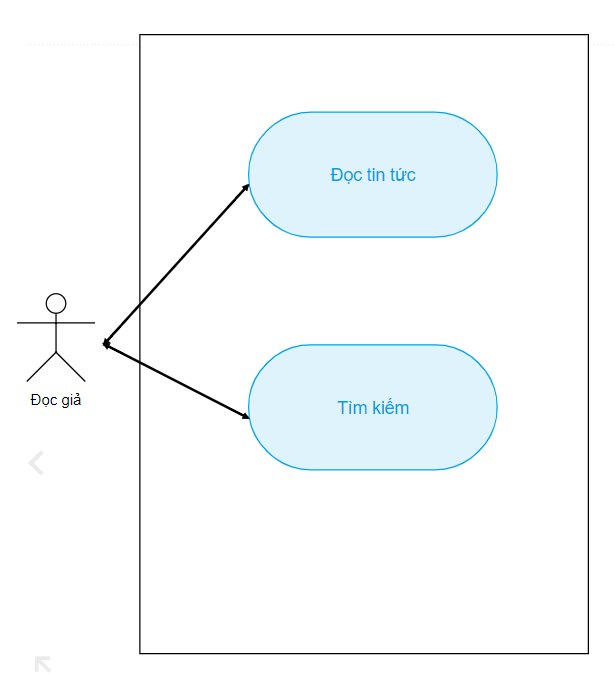 Đọc tin tức
Đọc giả
Tìm kiếm